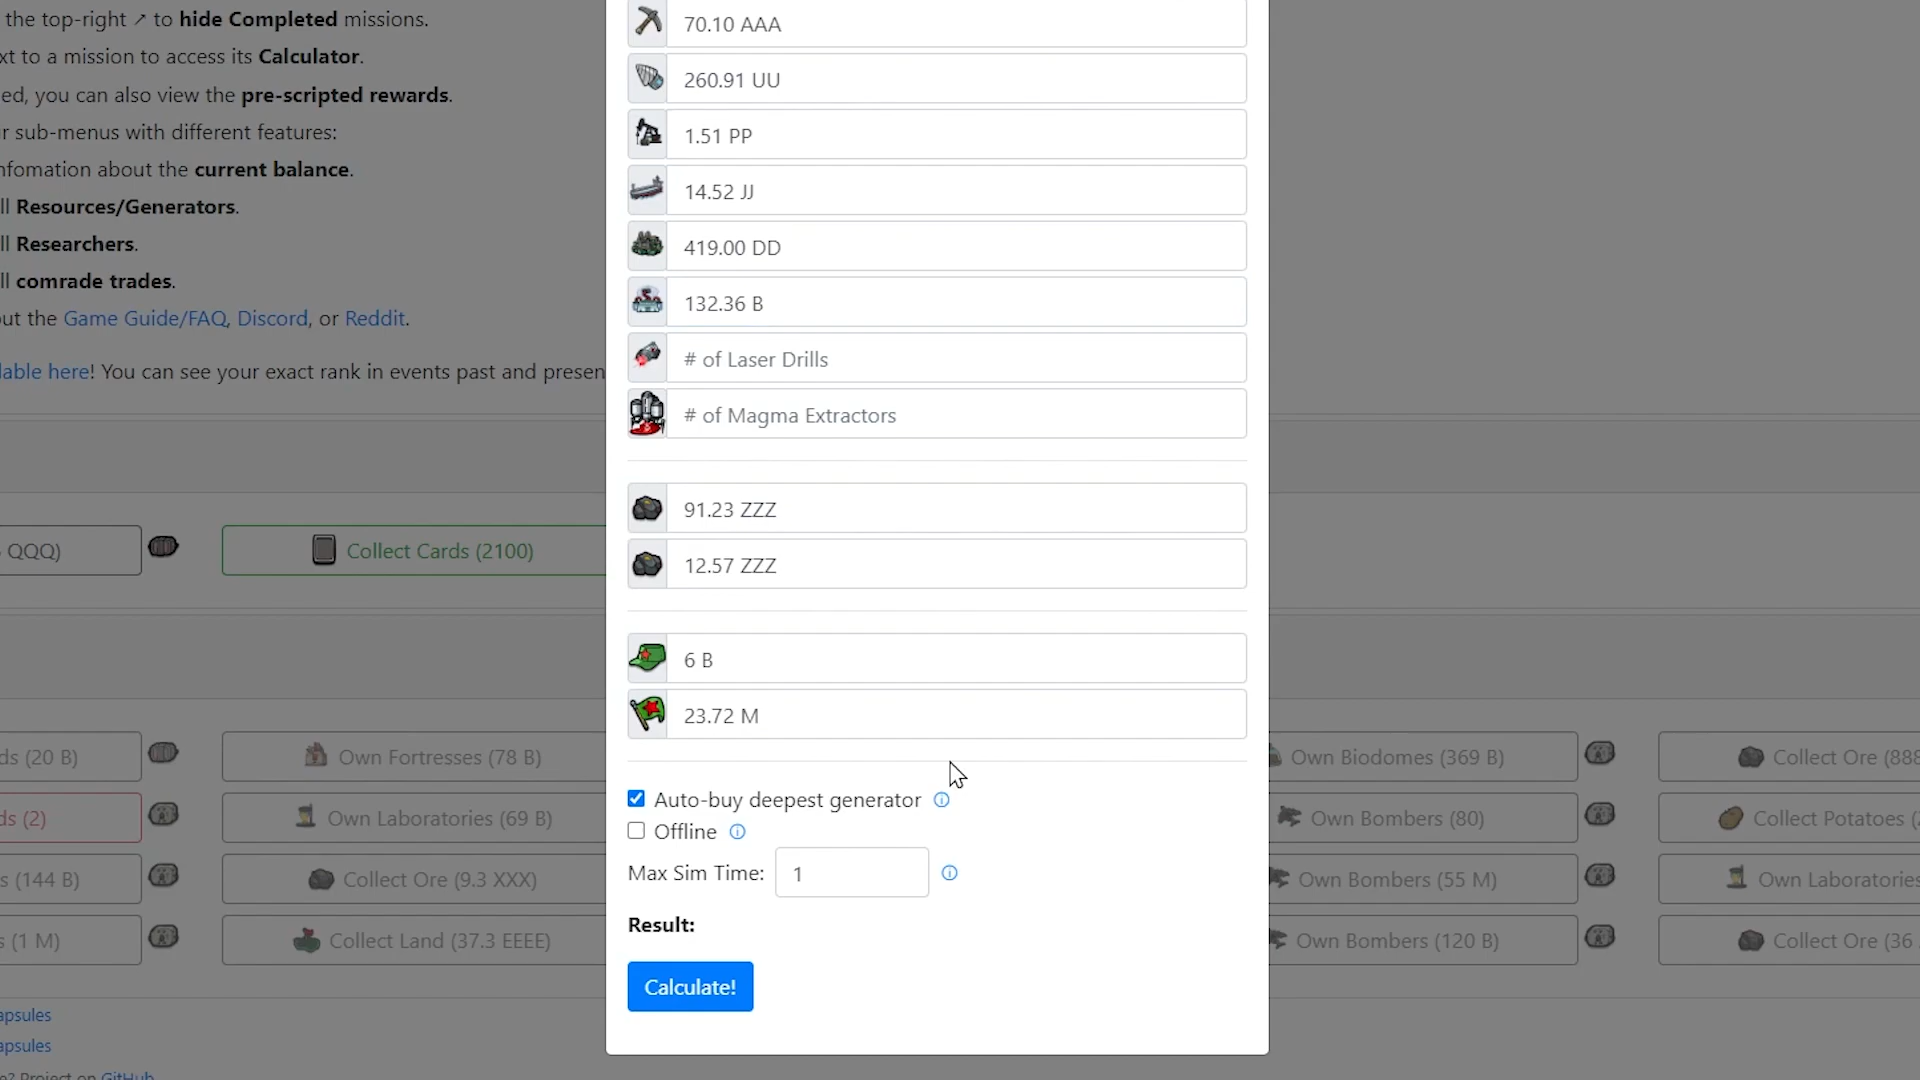 the top-right ↗ to hide Completed missions.
xt to a mission to access its Calculator.
ed, you can also view the pre-scripted rewards.
ur sub-menus with different features:
nfomation about the current balance.
ll Resources/Generators.
ll Researchers.
ll comrade trades.
out the Game Guide/FAQ, Discord, or Reddit.
lable here! You can see your exact rank in events past and presen
70.10 AAA
260.91 UU
1.51 PP
14.52 JJ
419.00 DD
132.36 B
# of Laser Drills
# of Magma Extractors
91.23 ZZZ
12.57 ZZZ
6 B
23.72 M
Auto-buy deepest generator
Offline
Max Sim Time: 1
Result:
Calculate!
QQQ) Collect Cards (2100)
ds (20 B) Own Fortresses (78 B) Own Biodomes (369 B) Collect Ore (888
ds (2) Own Laboratories (69 B) Own Bombers (80) Collect Potatoes (
s (144 B) Collect Ore (9.3 XXX) Own Bombers (55 M) Own Laboratories
s (1 M) Collect Land (37.3 EEEE) Own Bombers (120 B) Collect Ore (36
apsules
apsules
e? Project on GitHub